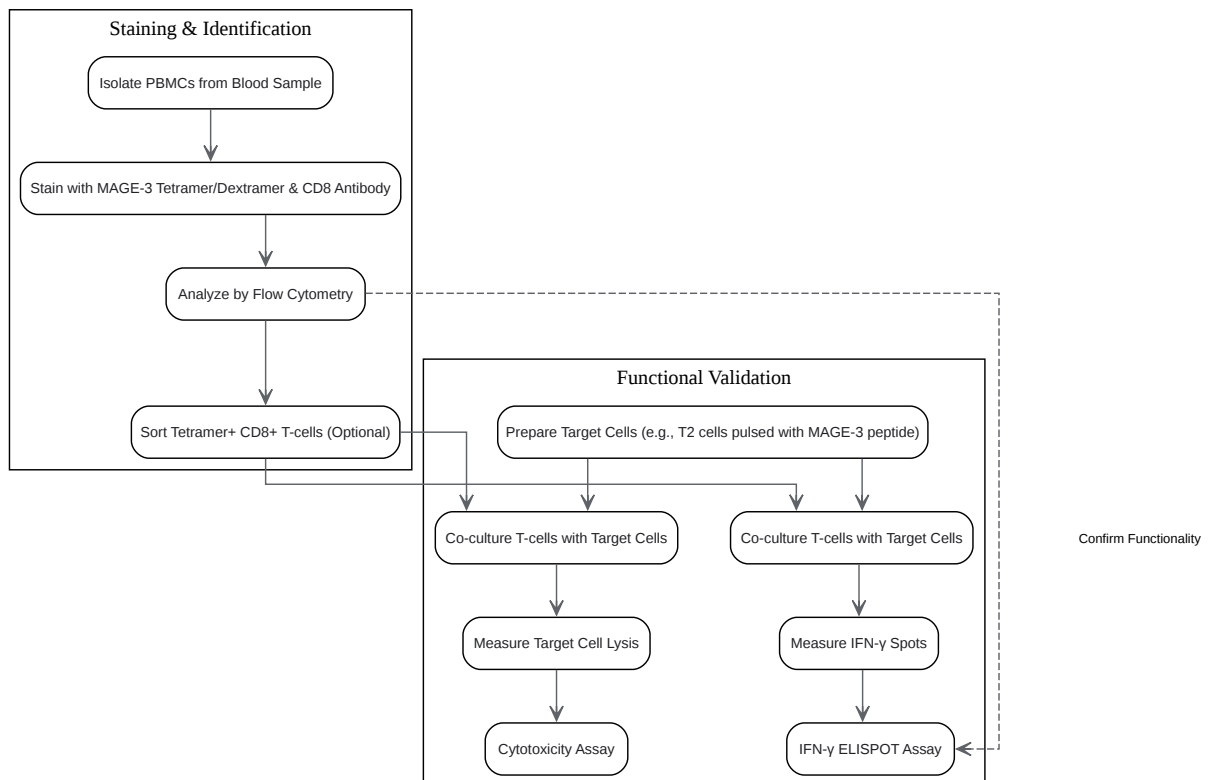 Staining & Identification
Isolate PBMCs from Blood Sample
Stain with MAGE-3 Tetramer/Dextramer & CD8 Antibody
Analyze by Flow Cytometry
Sort Tetramer+ CD8+ T-cells (Optional)
Functional Validation
Prepare Target Cells (e.g., T2 cells pulsed with MAGE-3 peptide)
Co-culture T-cells with Target Cells
Co-culture T-cells with Target Cells
Confirm Functionality
Measure Target Cell Lysis
Measure IFN-γ Spots
Cytotoxicity Assay
IFN-γ ELISPOT Assay